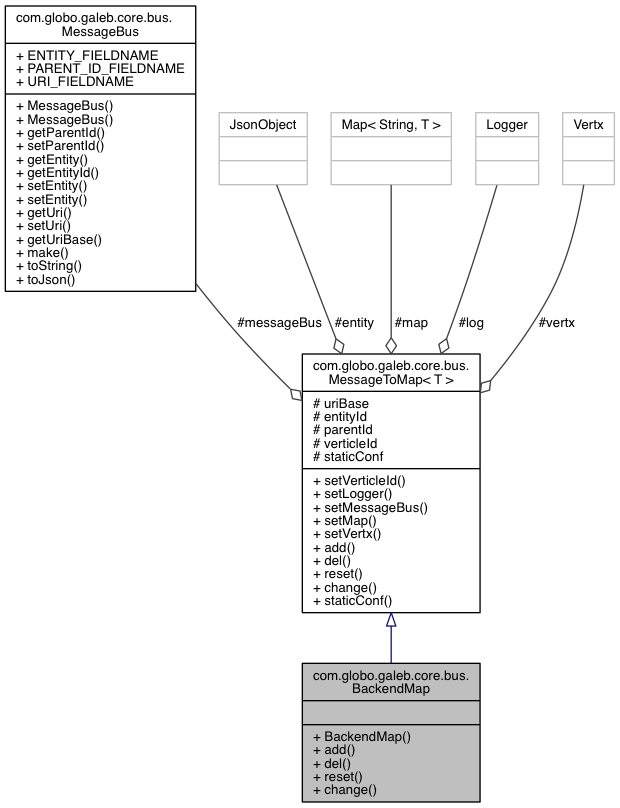 com.globo.galeb.core.bus.
MessageBus
+ ENTITY_FIELDNAME
+ PARENT_ID_FIELDNAME
+ URI_FIELDNAME
+ MessageBus()
+ MessageBus()
+ getParentId()
+ setParentId()
+ getEntity()
+ getEntityId()
+ setEntity()
+ setEntity()
+ getUri()
+ setUri()
+ getUriBase()
+ make()
+ toString()
+ toJson()
JsonObject
Map< String, T >
Logger
Vertx
#messageBus
#entity
#map
#log
#vertx
com.globo.galeb.core.bus.
MessageToMap< T >
# uriBase
# entityId
# parentId
# verticleId
# staticConf
+ setVerticleId()
+ setLogger()
+ setMessageBus()
+ setMap()
+ setVertx()
+ add()
+ del()
+ reset()
+ change()
+ staticConf()
com.globo.galeb.core.bus.
BackendMap
+ BackendMap()
+ add()
+ del()
+ reset()
+ change()